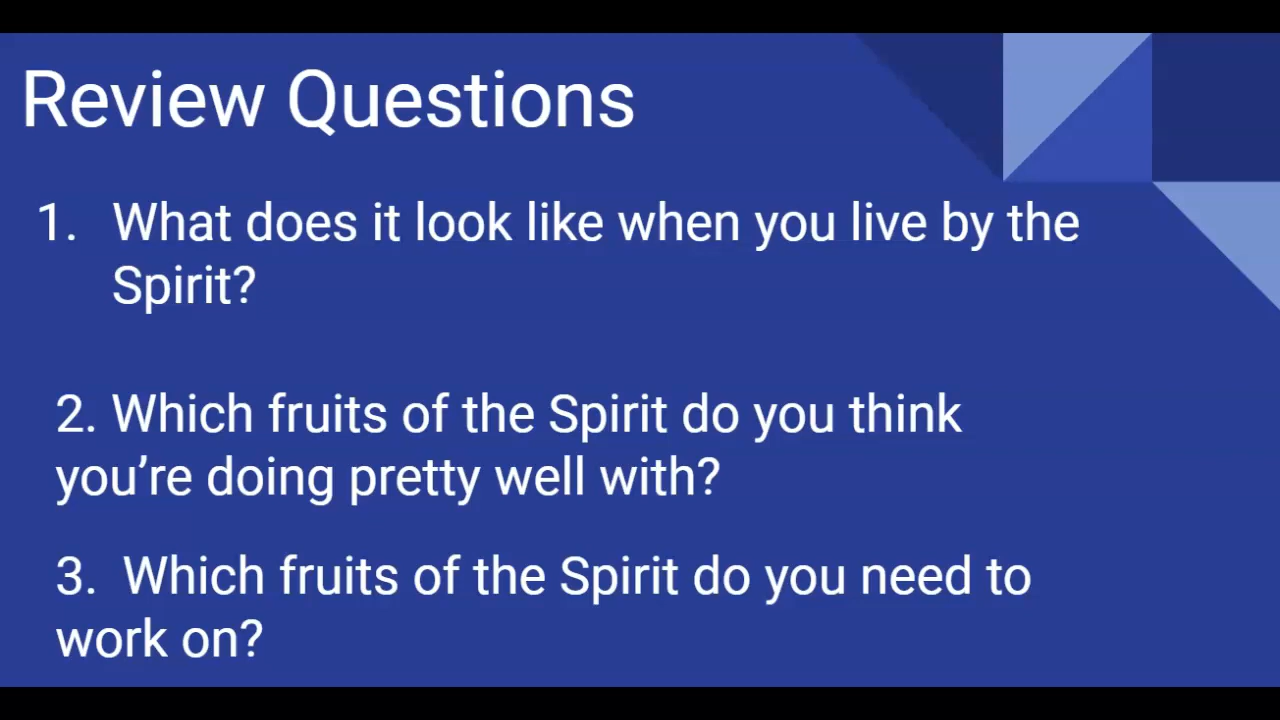 Review Questions
1. What does it look like when you live by the
Spirit?
2. Which fruits of the Spirit do you think
you’re doing pretty well with?
3. Which fruits of the Spirit do you need to
work on?